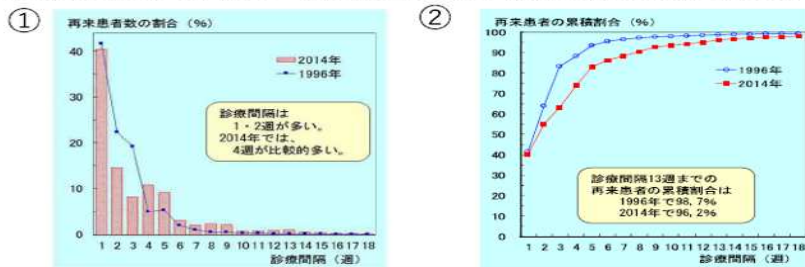 ①
再来患者数の割合 (%)
40
30
20
10
0
2014年
1996年
診療間隔は
1・2週が多い。
2014年では、
4週が比較的多い。
1 2 3 4 5 6 7 8 9 10 11 12 13 14 15 16 17 18
診療間隔 (週)
②
再来患者の累積割合 (%)
100
90
80
70
60
50
40
30
20
10
0
1996年
2014年
診療間隔13週までの
再来患者の累積割合は
1996年で98,7%
2014年で96,2%
1 2 3 4 5 6 7 8 9 10 11 12 13 14 15 16 17 18
診療間隔 (週)